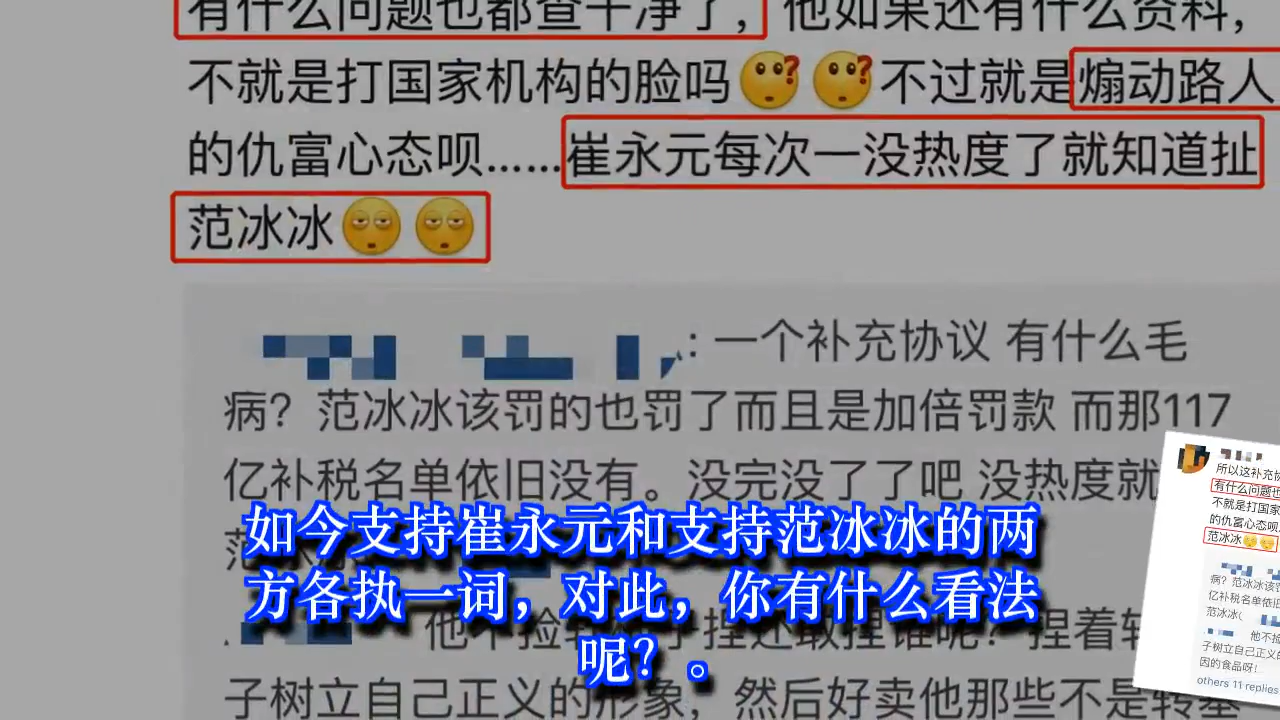 有什么问题也都查干净了，他如果还有什么资料，
不就是打国家机构的脸吗 不过就是煽动路人
的仇富心态呗……崔永元每次一没热度了就知道扯
范冰冰
：一个补充协议 有什么毛
病？范冰冰该罚的也罚了而且是加倍罚款 而那117
亿补税名单依旧没有。没完没了了吧 没热度就
如今支持崔永元和支持范冰冰的两
方各执一词，对此，你有什么看法
呢？。
子树立自己正义的形象，然后好卖他那些不是转基
所以这补充协
有什么问题也
不就是打国家
的仇富心态呗
范冰冰
病？范冰冰该
亿补税名单依旧
范冰冰
他不捡
子树立自己正义
因的食品呀！
others 11 replies